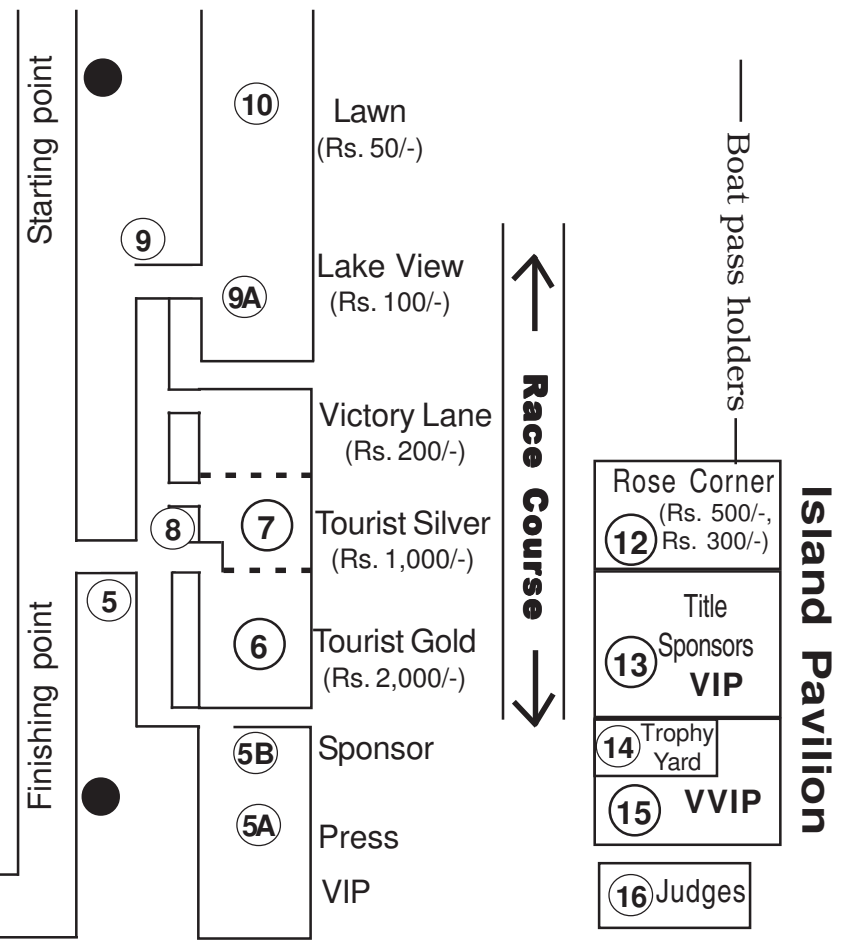 Starting point
10
Lawn
(Rs. 50/-)
9
9A
Lake View
(Rs. 100/-)
Victory Lane
(Rs. 200/-)
8
7
Tourist Silver
(Rs. 1,000/-)
5
6
Tourist Gold
(Rs. 2,000/-)
Finishing point
5B
Sponsor
5A
Press
VIP
Race Course
Boat pass holders
Rose Corner
(Rs. 500/-,
12
Rs. 300/-)
Title
13
Sponsors
VIP
14
Trophy
Yard
15
VVIP
Island Pavilion
16
Judges